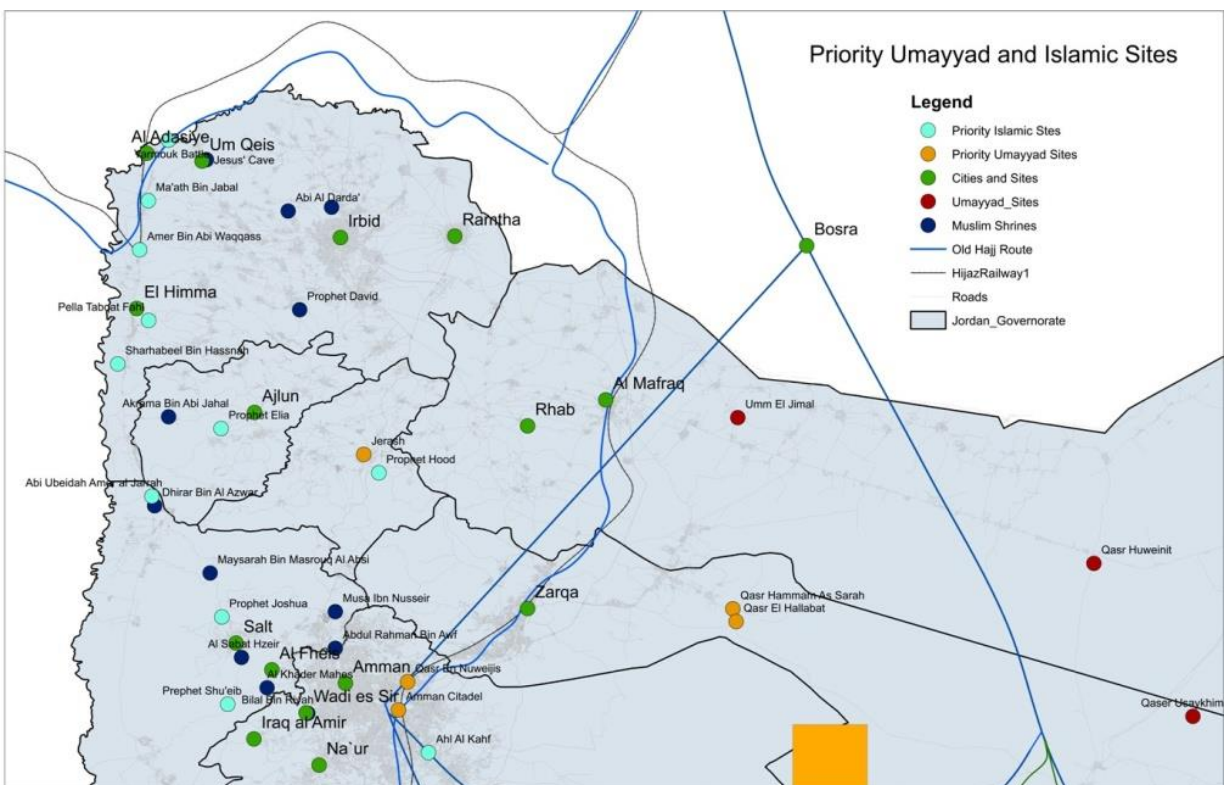 Priority Umayyad and Islamic Sites
Legend
Priority Islamic Stes
Priority Umayyad Sites
Cities and Sites
Umayyad_Sites
Muslim Shrines
Old Hajj Route
HijazRailway1
Roads
Jordan_Governorate
Al Adasiye
Yarmouk Battle
Um Qeis
Jesus' Cave
Ma'ath Bin Jabal
Abi Al Darda'
Irbid
Ramtha
Bosra
Amer Bin Abi Waqqass
El Himma
Prophet David
Pella Tabqat Fahl
Sharhabeel Bin Hassnah
Ajlun
Al Mafraq
Akrama Bin Abi Jahal
Prophet Elia
Rhab
Umm El Jimal
Jerash
Prophet Hood
Abi Ubeidah Amer al Jarrah
Dhirar Bin Al Azwar
Maysarah Bin Masrouq Al Absi
Qasr Huweinit
Prophet Joshua
Musa Ibn Nusseir
Zarqa
Qasr Hammam As Sarah
Qasr El Hallabat
Salt
Al Sabat Hzeir
Abdul Rahman Bin Awf
Al Fheis
Al Khader Mahes
Amman
Qasr En Nuweijis
Prephet Shu'eib
Bilal Bin Riyah
Wadi es Sir
Amman Citadel
Qaser Usaykhim
Iraq al Amir
Na`ur
Ahl Al Kahf